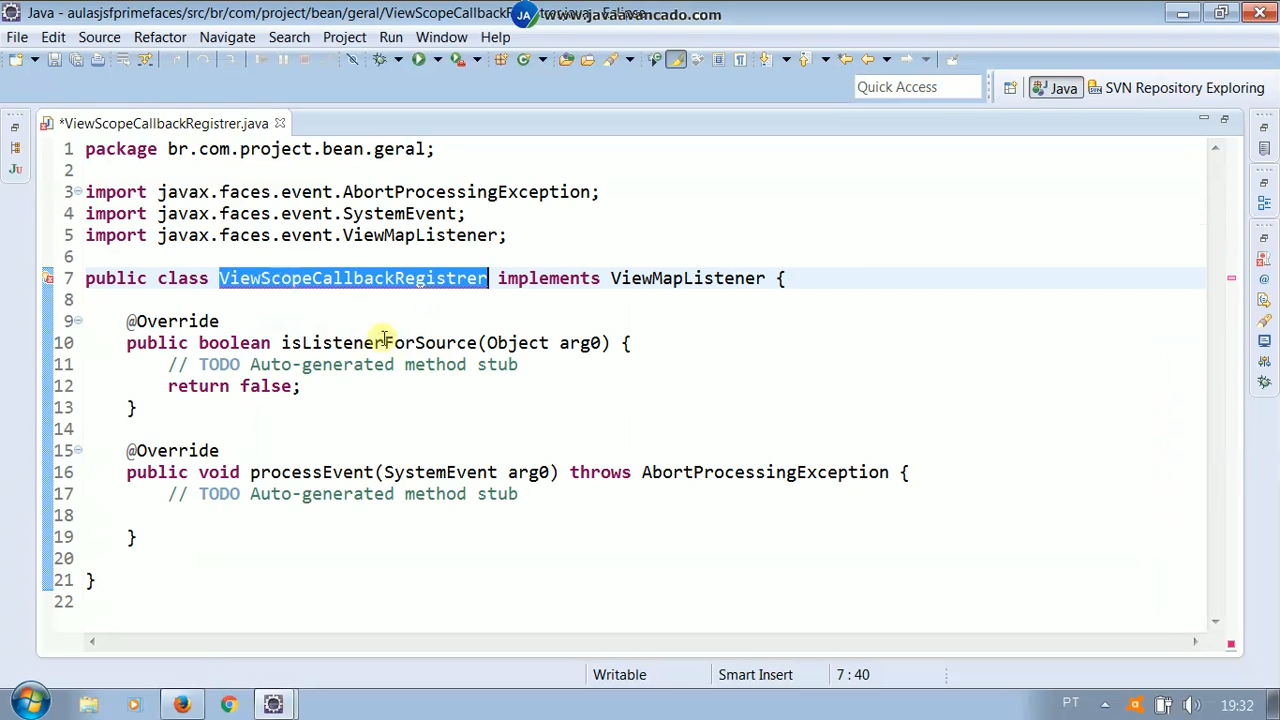 Java - aulasjsfprimefaces/src/br/com/project/bean/geral/ViewScopeCallbackR
www.javaavancado.com
JA
File Edit Source Refactor Navigate Search Project Run Window Help
Quick Access
Java
SVN Repository Exploring
*ViewScopeCallbackRegistrer.java
1 package br.com.project.bean.geral;
2
3 import javax.faces.event.AbortProcessingException;
4 import javax.faces.event.SystemEvent;
5 import javax.faces.event.ViewMapListener;
6
7 public class ViewScopeCallbackRegistrer implements ViewMapListener {
8
9 @Override
10 public boolean isListenerForSource(Object arg0) {
11 // TODO Auto-generated method stub
12 return false;
13 }
14
15 @Override
16 public void processEvent(SystemEvent arg0) throws AbortProcessingException {
17 // TODO Auto-generated method stub
18
19 }
20
21 }
22
Writable Smart Insert 7 : 40
PT 19:32